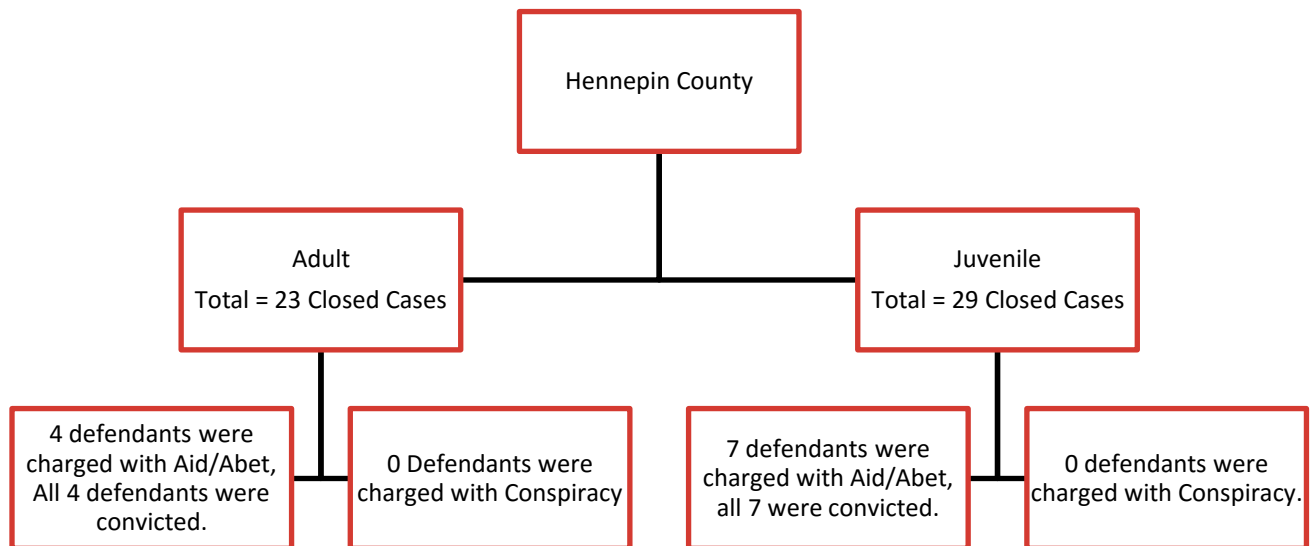 Hennepin County
Adult
Total = 23 Closed Cases
Juvenile
Total = 29 Closed Cases
4 defendants were
charged with Aid/Abet,
All 4 defendants were
convicted.
0 Defendants were
charged with Conspiracy
7 defendants were
charged with Aid/Abet,
all 7 were convicted.
0 defendants were
charged with Conspiracy.